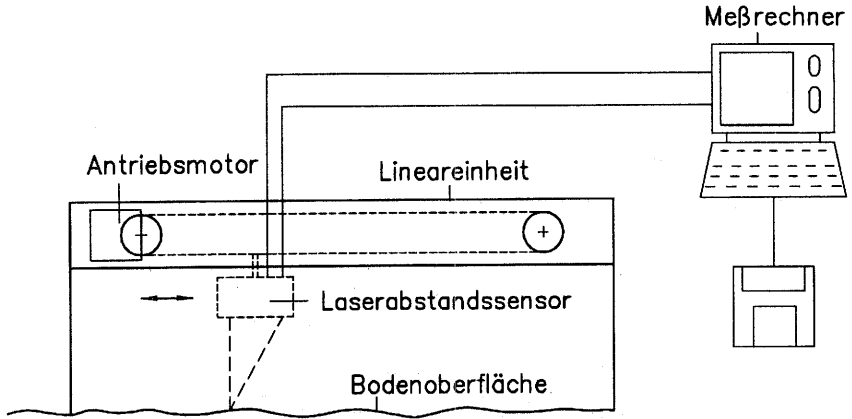 Meßrechner
Antriebsmotor
Lineareinheit
Laserabstandssensor
Bodenoberfläche